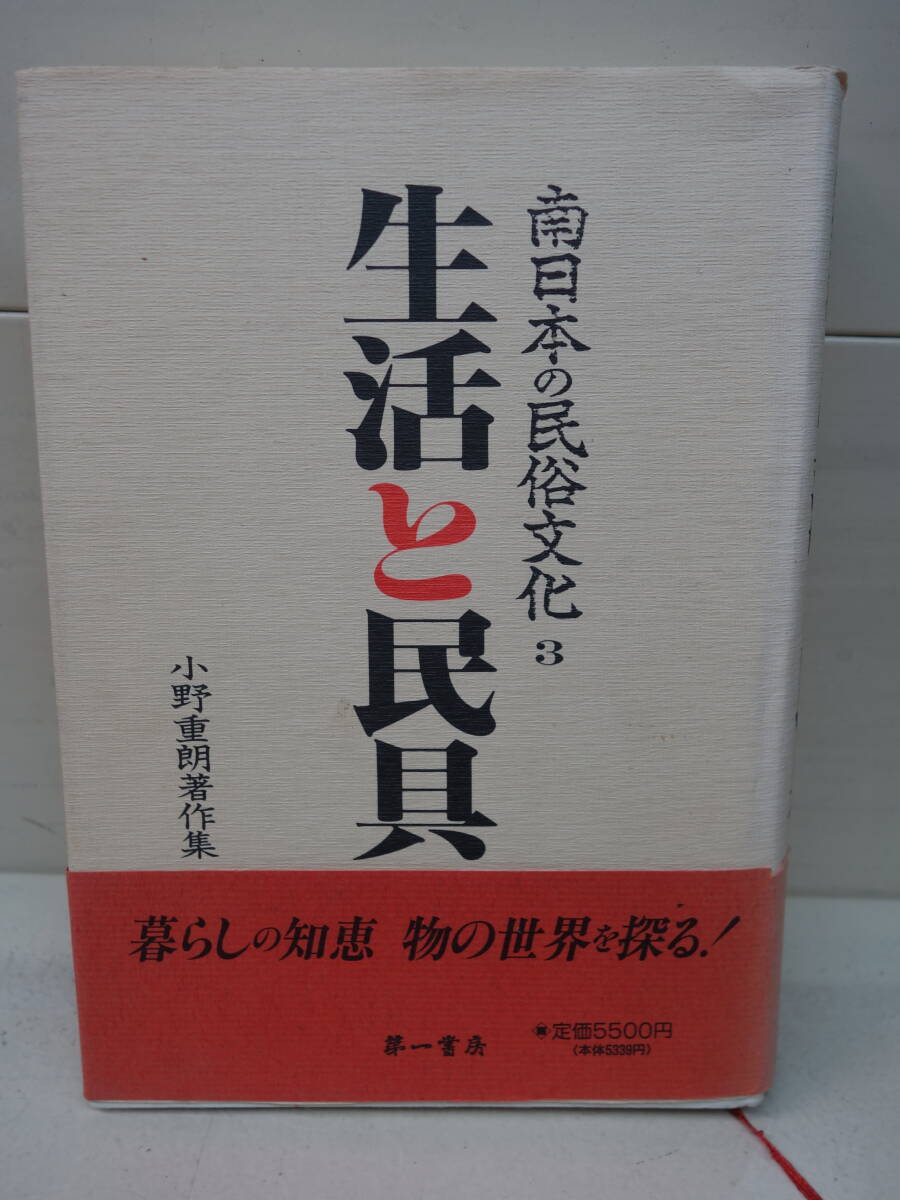 南日本の民俗文化 3
生活と民具
小野重朗著作集
暮らしの知恵 物の世界を探る!
第一書房
定価5500円
(本体5339円)